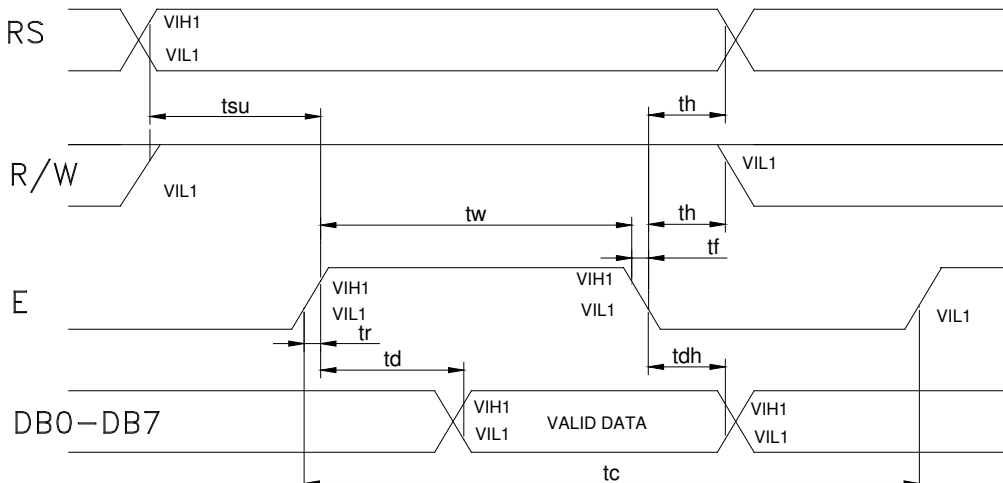 RS
VIH1
VIL1
tsu
th
R/W
VIL1
VIL1
tw
th
tf
E
VIH1
VIL1
VIH1
VIL1
VIL1
tr
td
tdh
DB0-DB7
VIH1
VIL1
VALID DATA
VIH1
VIL1
tc